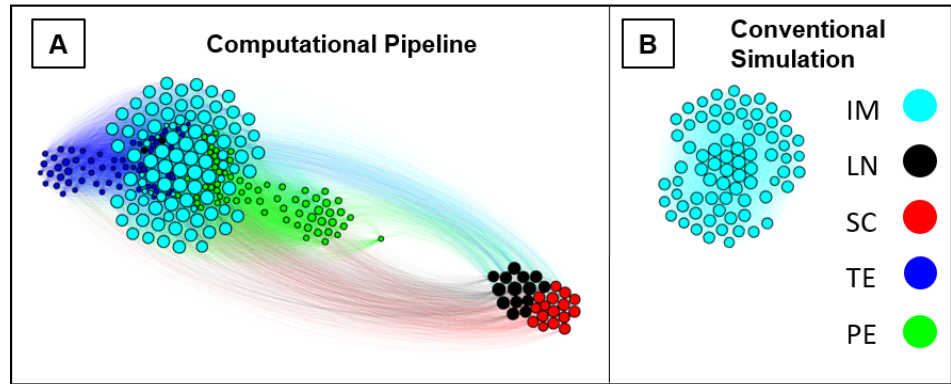 A
Computational Pipeline
B
Conventional
Simulation
IM
LN
SC
TE
PE